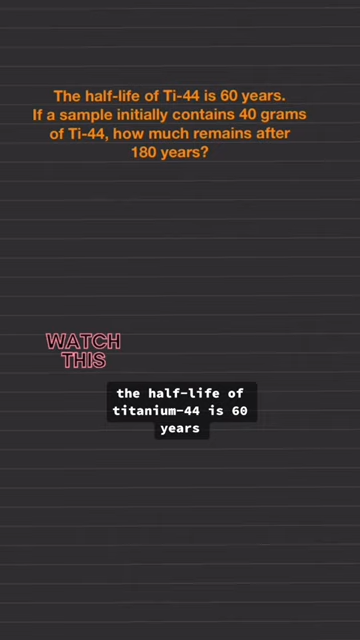 The half-life of Ti-44 is 60 years.
If a sample initially contains 40 grams
of Ti-44, how much remains after
180 years?
WATCH
THIS
the half-life of
titanium-44 is 60
years